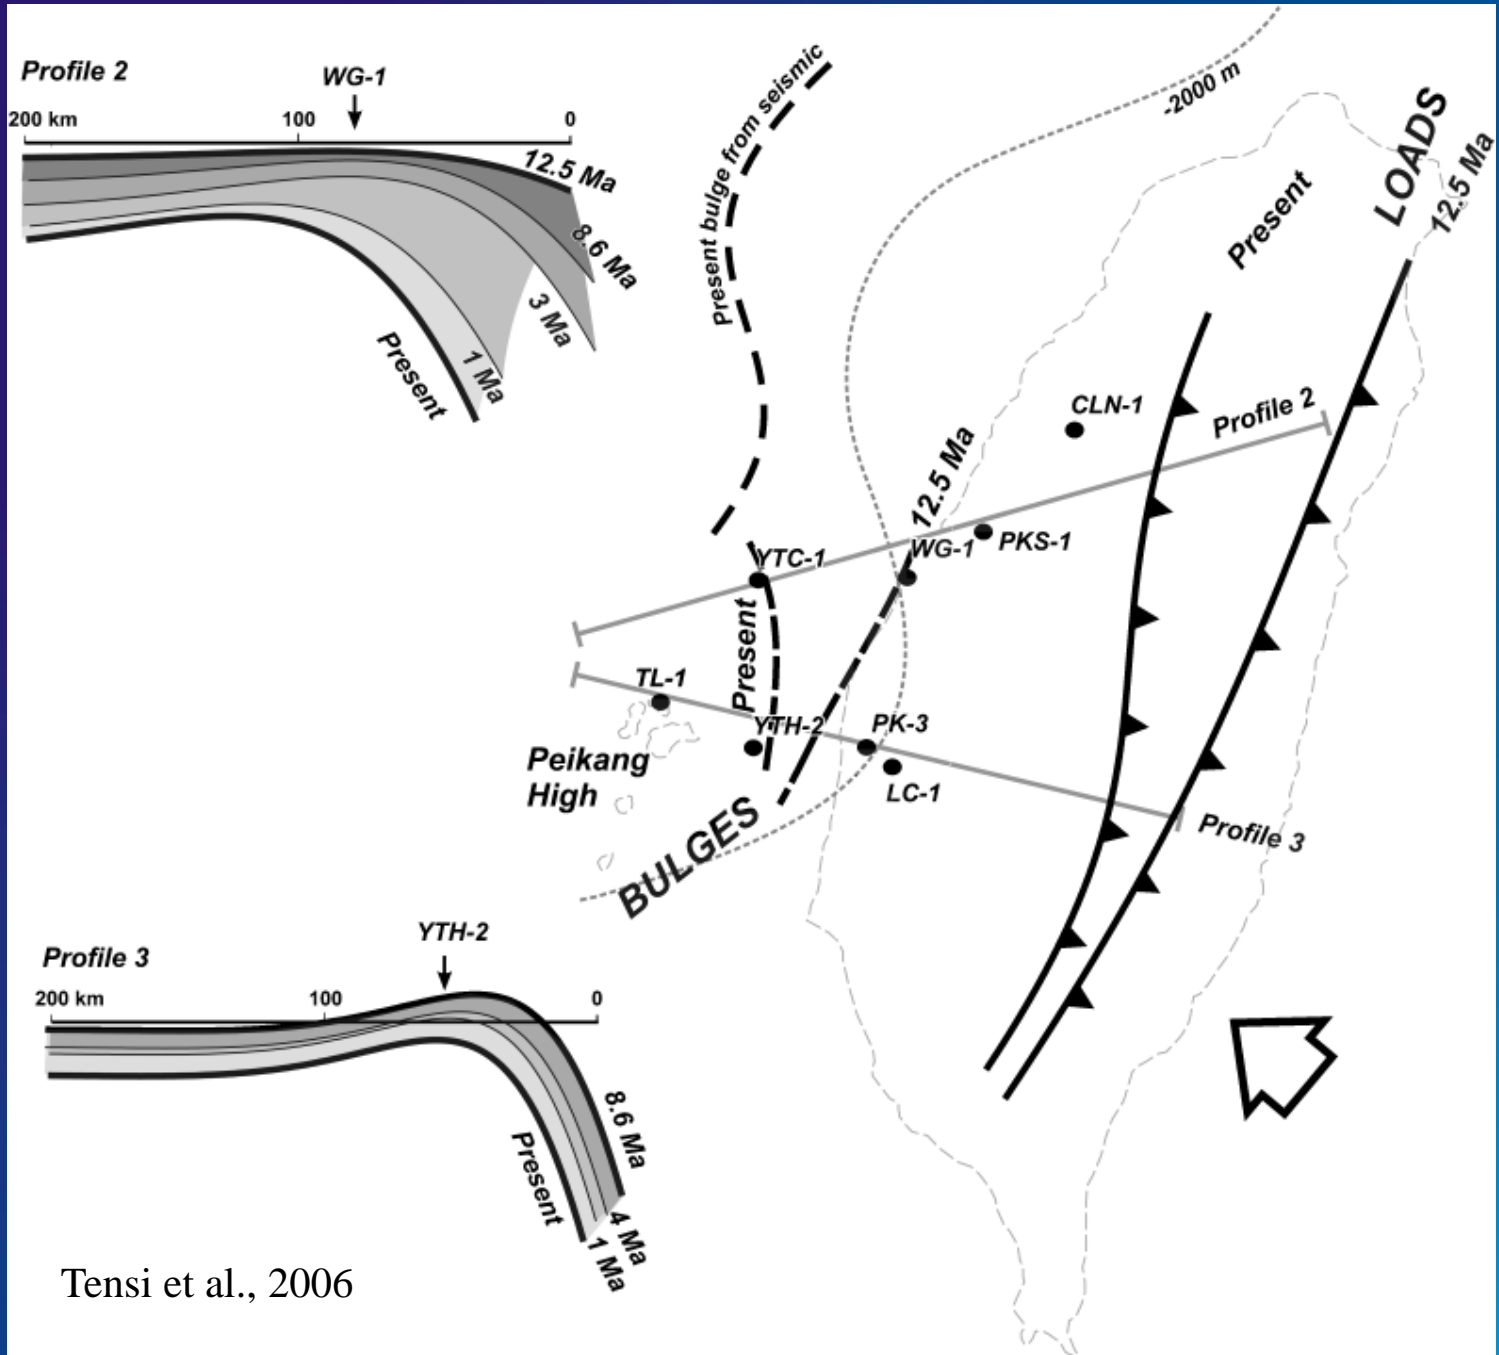 Profile 2
WG-1
200 km
100
0
12.5 Ma
8.6 Ma
3 Ma
1 Ma
Present
Present bulge from seismic
-2000 m
LOADS
12.5 Ma
Present
CLN-1
Profile 2
12.5 Ma
WG-1
PKS-1
YTC-1
Present
TL-1
YTH-2
PK-3
LC-1
Peikang
High
BULGES
Profile 3
Profile 3
YTH-2
200 km
100
0
8.6 Ma
4 Ma
1 Ma
Present
Tensi et al., 2006